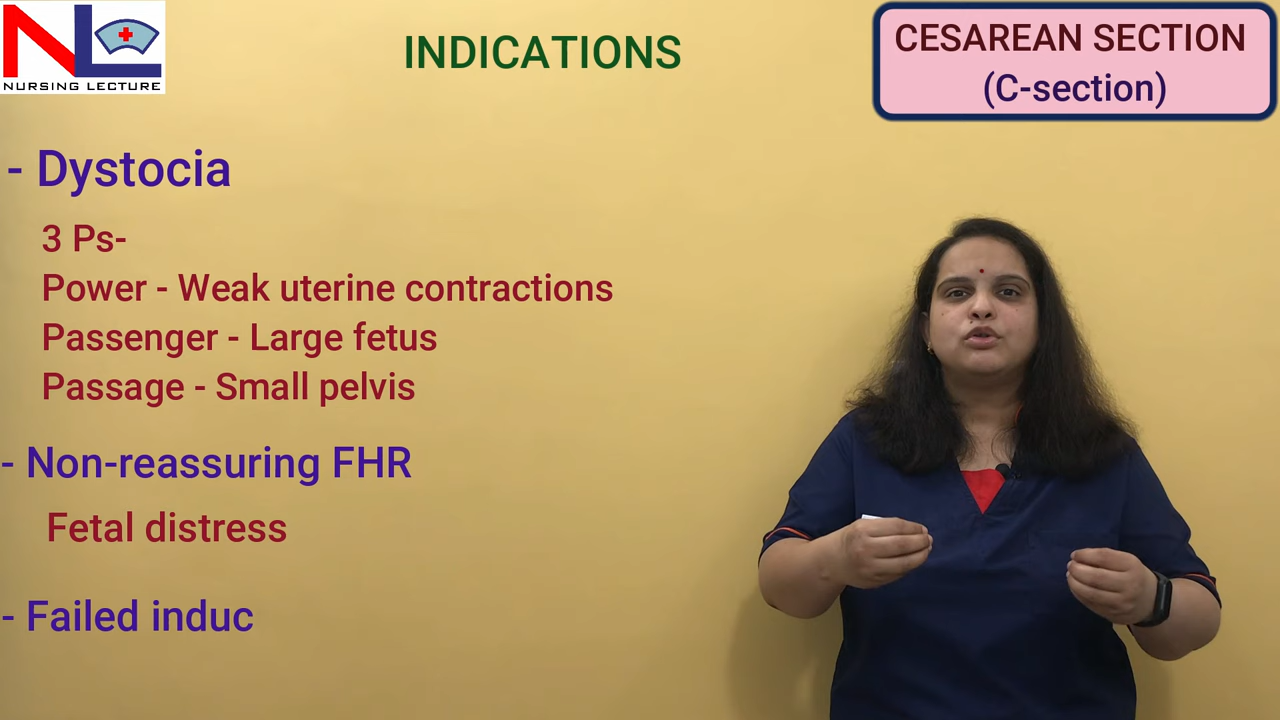 NL
NURSING LECTURE
INDICATIONS
CESAREAN SECTION
(C-section)
- Dystocia
3 Ps-
Power - Weak uterine contractions
Passenger - Large fetus
Passage - Small pelvis
- Non-reassuring FHR
Fetal distress
- Failed induc